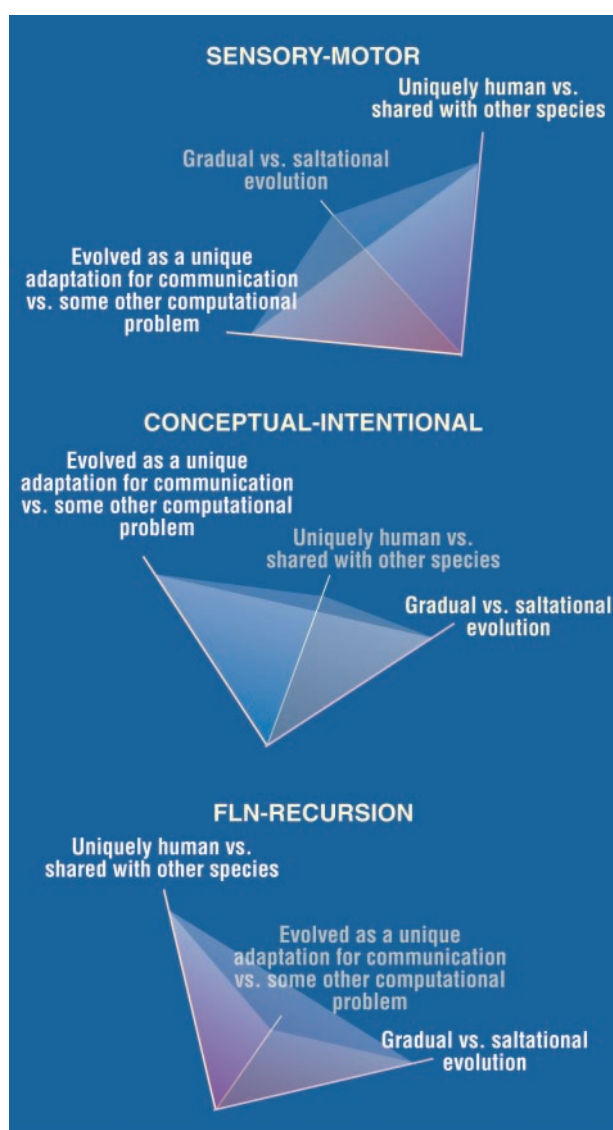 SENSORY-MOTOR
Uniquely human vs.
shared with other species
Gradual vs. saltational
evolution
Evolved as a unique
adaptation for communication
vs. some other computational
problem
CONCEPTUAL-INTENTIONAL
Evolved as a unique
adaptation for communication
vs. some other computational
problem
Uniquely human vs.
shared with other species
Gradual vs. saltational
evolution
FLN-RECURSION
Uniquely human vs.
shared with other species
Evolved as a unique
adaptation for communication
vs. some other computational
problem
Gradual vs. saltational
evolution